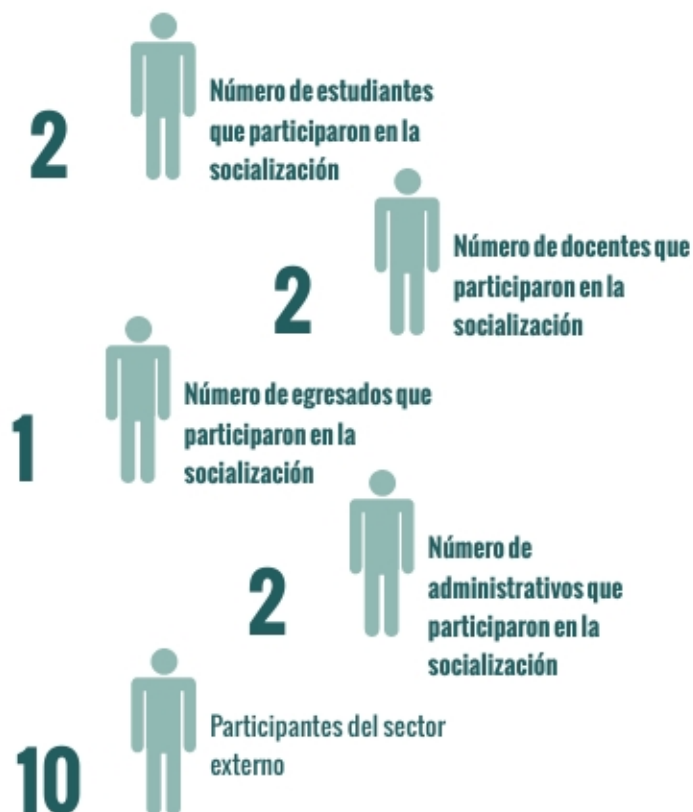 2
Número de estudiantes
que participaron en la
socialización
2
Número de docentes que
participaron en la
socialización
1
Número de egresados que
participaron en la
socialización
2
Número de
administrativos que
participaron en la
socialización
10
Participantes del sector
externo